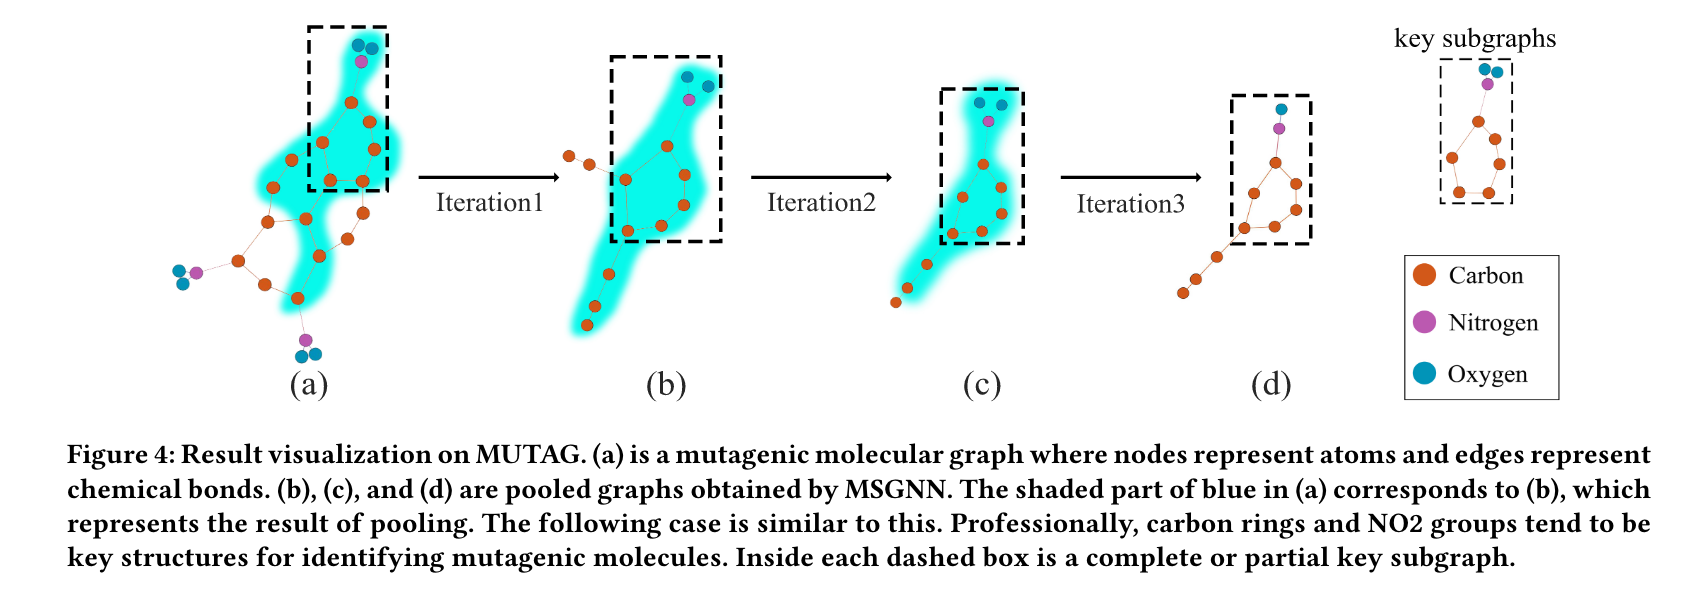 key subgraphs
Iteration1
Iteration2
Iteration3
Carbon
Nitrogen
Oxygen
(a)
(b)
(c)
(d)
Figure 4: Result visualization on MUTAG. (a) is a mutagenic molecular graph where nodes represent atoms and edges represent
chemical bonds. (b), (c), and (d) are pooled graphs obtained by MSGNN. The shaded part of blue in (a) corresponds to (b), which
represents the result of pooling. The following case is similar to this. Professionally, carbon rings and NO2 groups tend to be
key structures for identifying mutagenic molecules. Inside each dashed box is a complete or partial key subgraph.